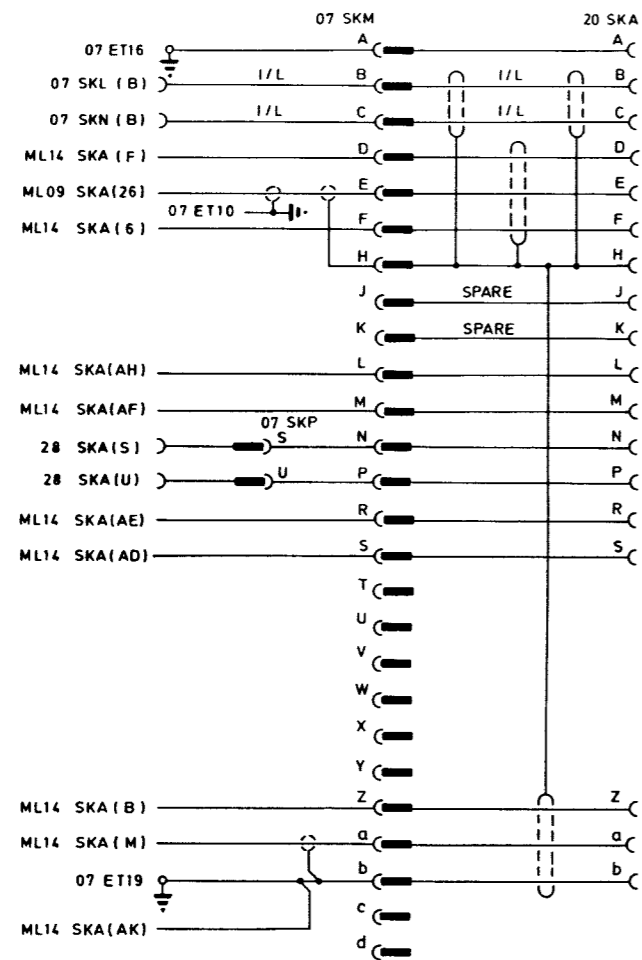 07 SKM 20 SKA
07 ET16 A A
07 SKL (B) I/L B I/L B
07 SKN (B) I/L C I/L C
ML14 SKA (F) D D
ML09 SKA(26) E E
07 ET10
ML14 SKA (6) F F
H H
J SPARE J
K SPARE K
ML14 SKA(AH) L L
ML14 SKA(AF) M M
07 SKP
28 SKA(S) S N N
28 SKA(U) U P P
ML14 SKA(AE) R R
ML14 SKA(AD) S S
T
U
V
W
X
Y
ML14 SKA(B) Z Z
ML14 SKA(M) a a
07 ET19 b b
ML14 SKA(AK) c
d